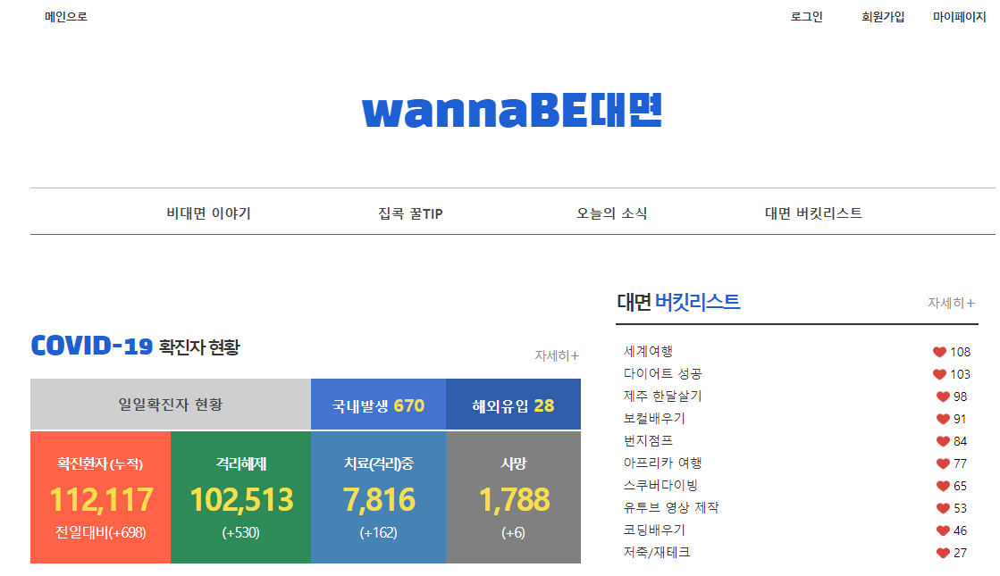 메인으로 로그인 회원가입 마이페이지
wannaBE대면
비대면 이야기 집콕 꿀TIP 오늘의 소식 대면 버킷리스트
COVID-19 확진자 현황 자세히+
일일확진자 현황 국내발생 670 해외유입 28
확진환자(누적) 격리해제 치료(격리)중 사망
112,117 102,513 7,816 1,788
전일대비(+698) (+530) (+162) (+6)
대면 버킷리스트 자세히+
세계여행 108
다이어트 성공 103
제주 한달살기 98
보컬배우기 91
번지점프 84
아프리카 여행 77
스쿠버다이빙 65
유투브 영상 제작 53
코딩배우기 46
저축/재테크 27